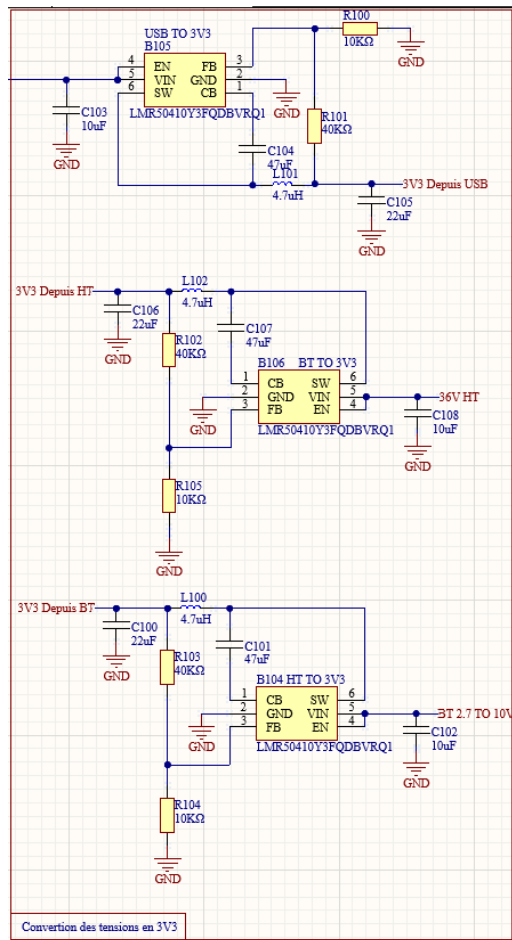 USB TO 3V3
B105
4
5
6
EN
VIN
SW
FB
GND
CB
3
2
1
LMR50410Y3FQDBVRQ1
R100
10KΩ
GND
GND
C103
10uF
GND
R101
40KΩ
C104
47uF
L101
4.7uH
3V3 Depuis USB
C105
22uF
GND
3V3 Depuis HT
L102
4.7uH
C106
22uF
GND
R102
40KΩ
C107
47uF
B106 BT TO 3V3
1
2
3
CB
GND
FB
SW
VIN
EN
6
5
4
LMR50410Y3FQDBVRQ1
GND
36V HT
C108
10uF
GND
R105
10KΩ
GND
3V3 Depuis BT
L100
4.7uH
C100
22uF
GND
R103
40KΩ
C101
47uF
B104 HT TO 3V3
1
2
3
CB
GND
FB
SW
VIN
EN
6
5
4
LMR50410Y3FQDBVRQ1
GND
BT 2.7 TO 10V
C102
10uF
GND
R104
10KΩ
GND
Convertion des tensions en 3V3